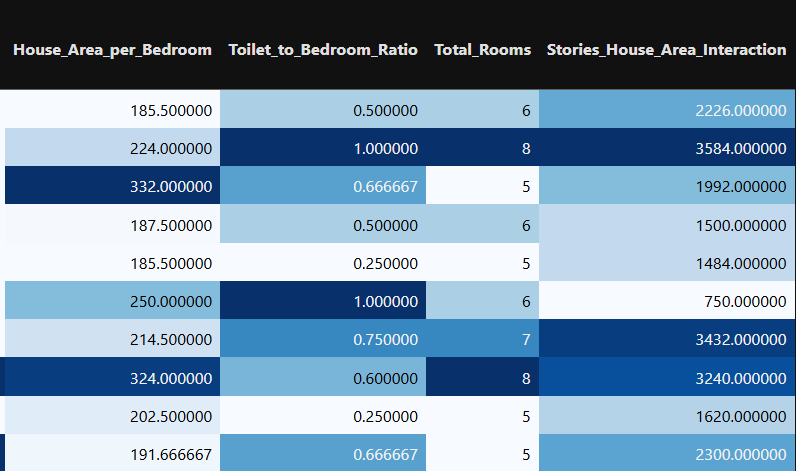 House_Area_per_Bedroom Toilet_to_Bedroom_Ratio Total_Rooms Stories_House_Area_Interaction
185.500000 0.500000 6 2226.000000
224.000000 1.000000 8 3584.000000
332.000000 0.666667 5 1992.000000
187.500000 0.500000 6 1500.000000
185.500000 0.250000 5 1484.000000
250.000000 1.000000 6 750.000000
214.500000 0.750000 7 3432.000000
324.000000 0.600000 8 3240.000000
202.500000 0.250000 5 1620.000000
191.666667 0.666667 5 2300.000000